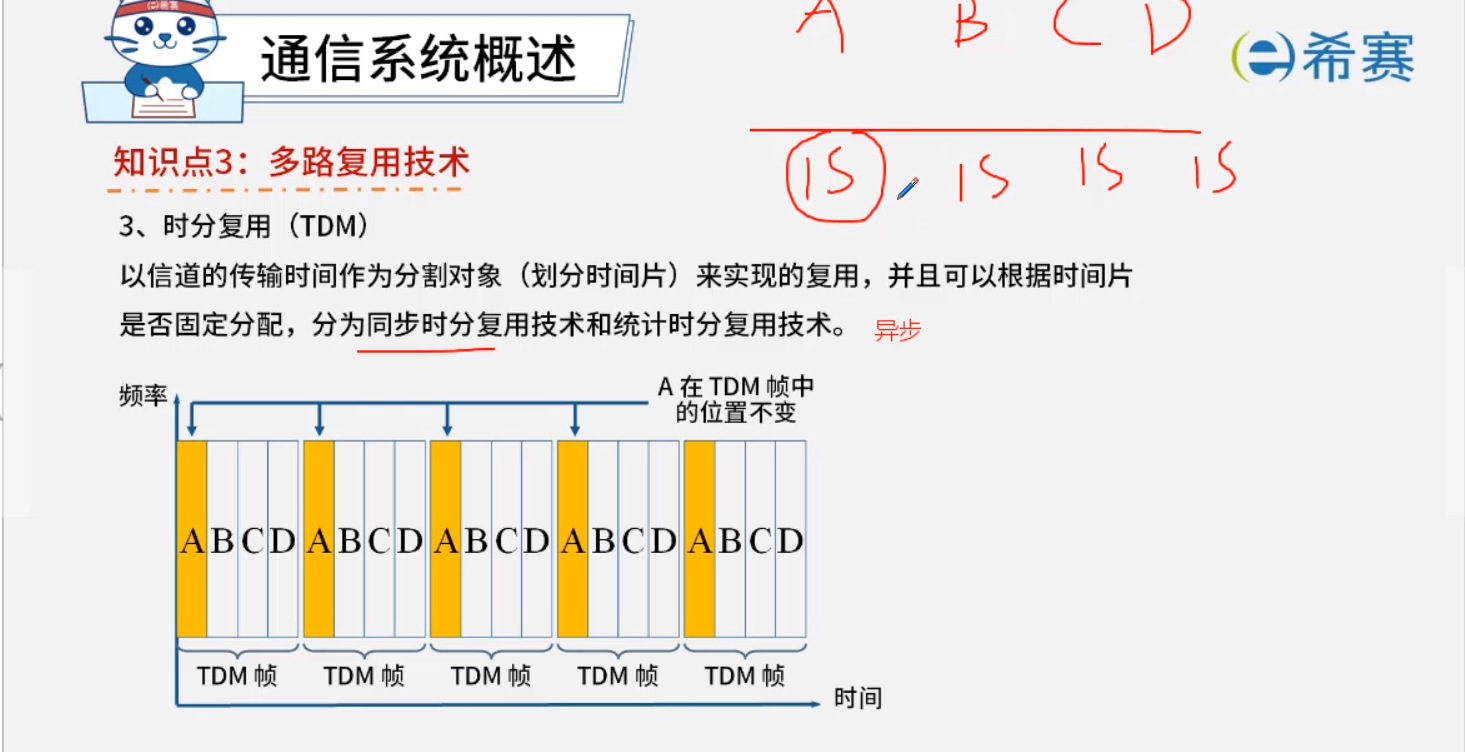 通信系统概述
A B C D
希赛
知识点3：多路复用技术
1S 1S 1S 1S
3、时分复用（TDM）
以信道的传输时间作为分割对象（划分时间片）来实现的复用，并且可以根据时间片
是否固定分配，分为同步时分复用技术和统计时分复用技术。 异步
频率
A 在 TDM 帧中
的位置不变
A B C D A B C D A B C D A B C D A B C D
TDM 帧 TDM 帧 TDM 帧 TDM 帧 TDM 帧
时间